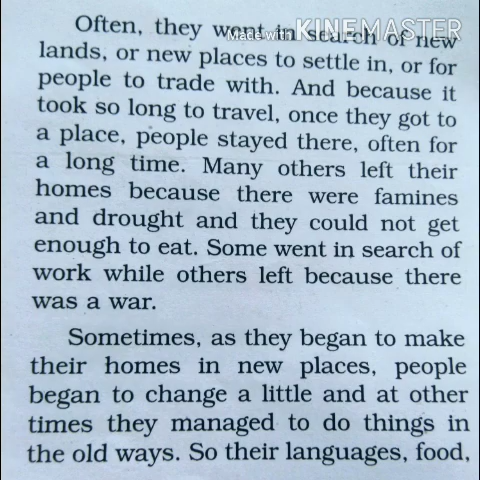 Often, they went in search of new
Made with KINEMASTER
lands, or new places to settle in, or for
people to trade with. And because it
took so long to travel, once they got to
a place, people stayed there, often for
a long time. Many others left their
homes because there were famines
and drought and they could not get
enough to eat. Some went in search of
work while others left because there
was a war.
Sometimes, as they began to make
their homes in new places, people
began to change a little and at other
times they managed to do things in
the old ways. So their languages, food,